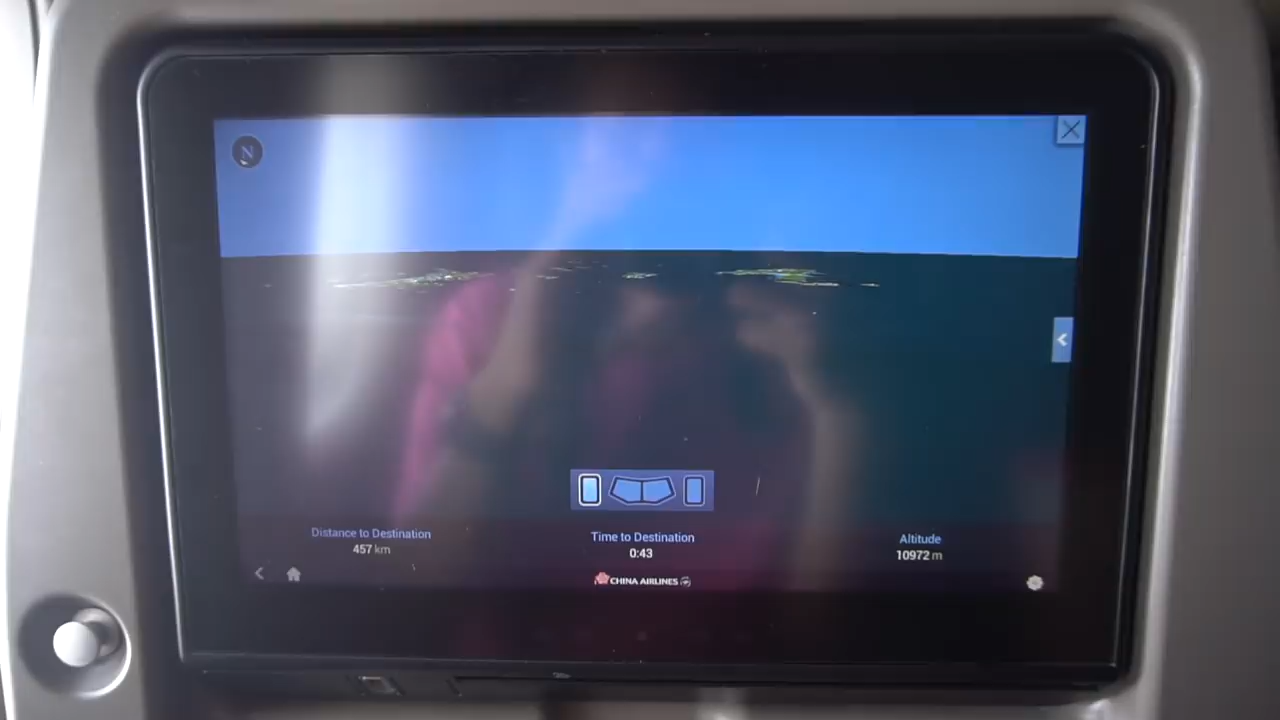 N
Distance to Destination
457 km
Time to Destination
0:43
Altitude
10972 m
CHINA AIRLINES